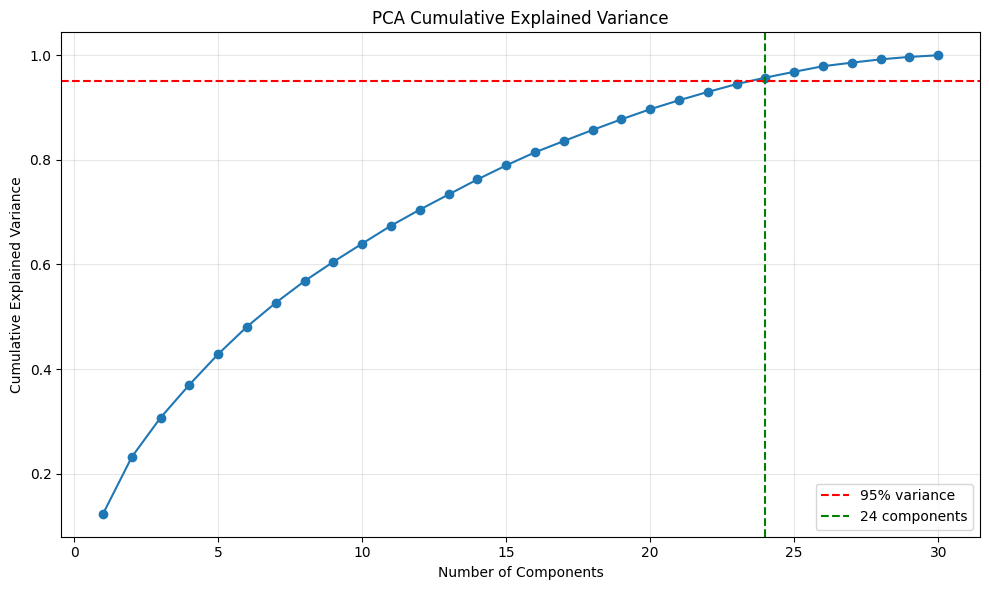 PCA Cumulative Explained Variance
Cumulative Explained Variance
1.0
0.8
0.6
0.4
0.2
0 5 10 15 20 25 30
Number of Components
95% variance
24 components